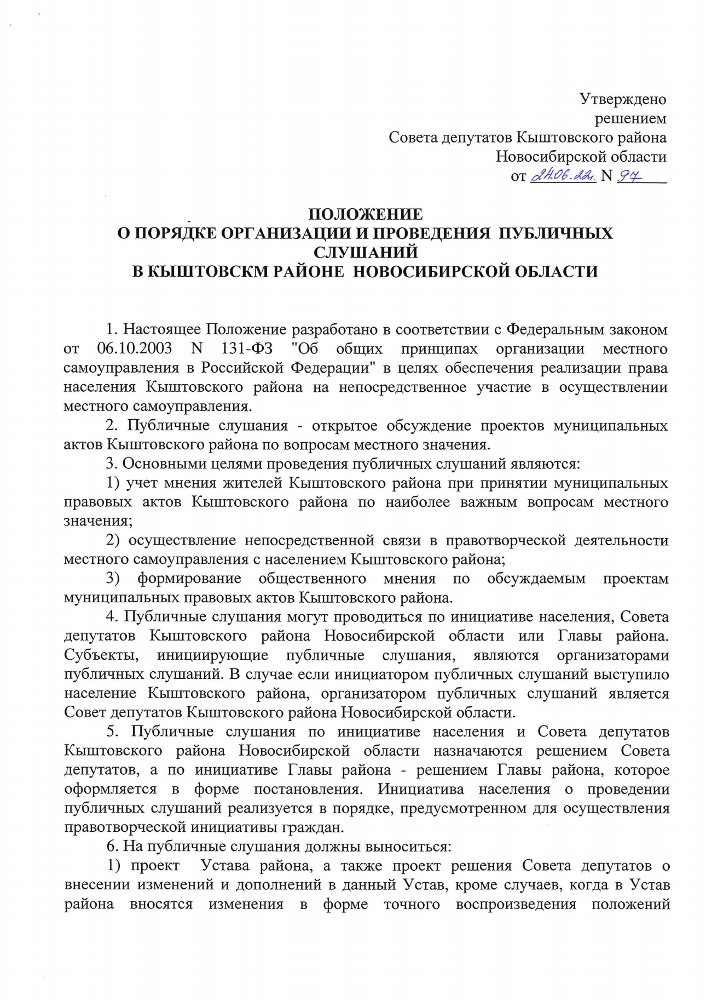 Утверждено
решением
Совета депутатов Кыштовского района
Новосибирской области
от 24.06.22г. N 97
ПОЛОЖЕНИЕ
О ПОРЯДКЕ ОРГАНИЗАЦИИ И ПРОВЕДЕНИЯ ПУБЛИЧНЫХ
СЛУШАНИЙ
В КЫШТОВСКМ РАЙОНЕ НОВОСИБИРСКОЙ ОБЛАСТИ
1. Настоящее Положение разработано в соответствии с Федеральным законом
от 06.10.2003 N 131-ФЗ "Об общих принципах организации местного
самоуправления в Российской Федерации" в целях обеспечения реализации права
населения Кыштовского района на непосредственное участие в осуществлении
местного самоуправления.
2. Публичные слушания - открытое обсуждение проектов муниципальных
актов Кыштовского района по вопросам местного значения.
3. Основными целями проведения публичных слушаний являются:
1) учет мнения жителей Кыштовского района при принятии муниципальных
правовых актов Кыштовского района по наиболее важным вопросам местного
значения;
2) осуществление непосредственной связи в правотворческой деятельности
местного самоуправления с населением Кыштовского района;
3) формирование общественного мнения по обсуждаемым проектам
муниципальных правовых актов Кыштовского района.
4. Публичные слушания могут проводиться по инициативе населения, Совета
депутатов Кыштовского района Новосибирской области или Главы района.
Субъекты, инициирующие публичные слушания, являются организаторами
публичных слушаний. В случае если инициатором публичных слушаний выступило
население Кыштовского района, организатором публичных слушаний является
Совет депутатов Кыштовского района Новосибирской области.
5. Публичные слушания по инициативе населения и Совета депутатов
Кыштовского района Новосибирской области назначаются решением Совета
депутатов, а по инициативе Главы района - решением Главы района, которое
оформляется в форме постановления. Инициатива населения о проведении
публичных слушаний реализуется в порядке, предусмотренном для осуществления
правотворческой инициативы граждан.
6. На публичные слушания должны выноситься:
1) проект Устава района, а также проект решения Совета депутатов о
внесении изменений и дополнений в данный Устав, кроме случаев, когда в Устав
района вносятся изменения в форме точного воспроизведения положений